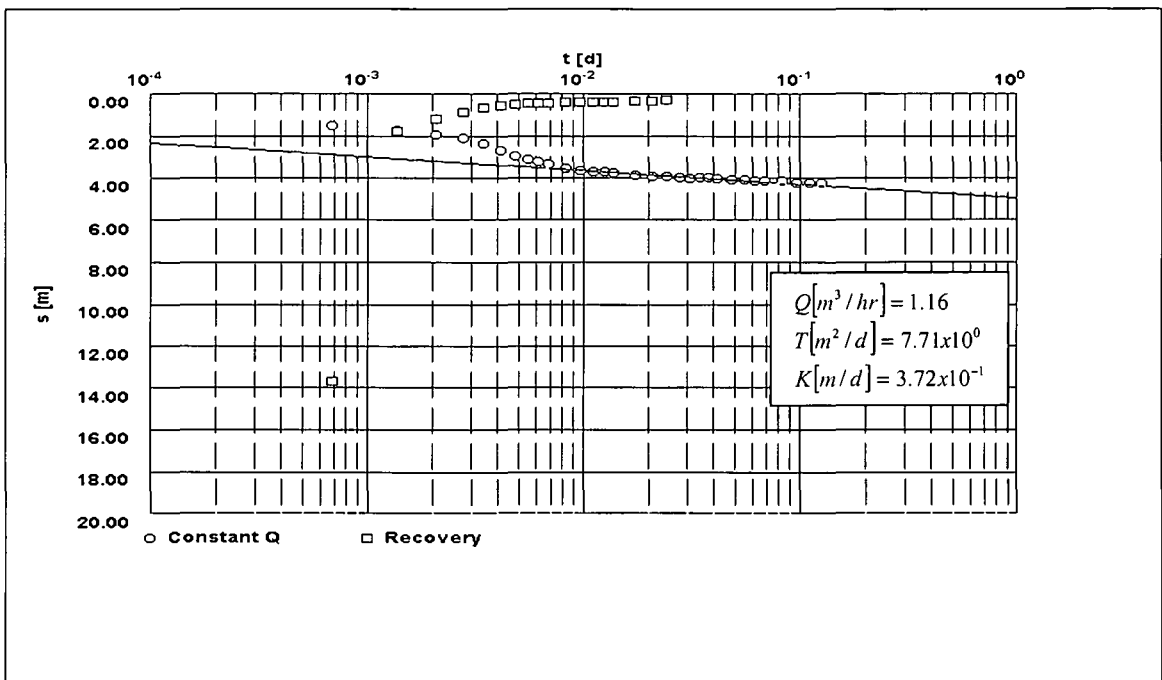 t [d]
10⁻⁴ 10⁻³ 10⁻² 10⁻¹ 10⁰
0.00
2.00
4.00
6.00
8.00
10.00
12.00
14.00
16.00
18.00
20.00
s [m]
Q[m³/hr] = 1.16
T[m²/d] = 7.71x10⁰
K[m/d] = 3.72x10⁻¹
Constant Q Recovery